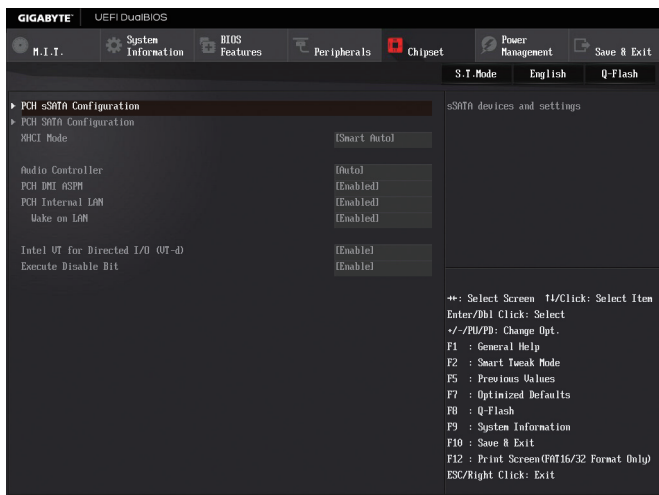 GIGABYTE™ UEFI DualBIOS
M.I.T.
System Information
BIOS Features
Peripherals
Chipset
Power Management
Save & Exit
S.T.Mode English Q-Flash
PCH sSATA Configuration
PCH SATA Configuration
XHCI Mode [Smart Auto]
Audio Controller [Auto]
PCH DMI ASPM [Enabled]
PCH Internal LAN [Enabled]
Wake on LAN [Enabled]
Intel VT for Directed I/O (VT-d) [Enable]
Execute Disable Bit [Enable]
sSATA devices and settings
→←: Select Screen ↑↓/Click: Select Item
Enter/Dbl Click: Select
+/-/PU/PD: Change Opt.
F1 : General Help
F2 : Smart Tweak Mode
F5 : Previous Values
F7 : Optimized Defaults
F8 : Q-Flash
F9 : System Information
F10 : Save & Exit
F12 : Print Screen(FAT16/32 Format Only)
ESC/Right Click: Exit